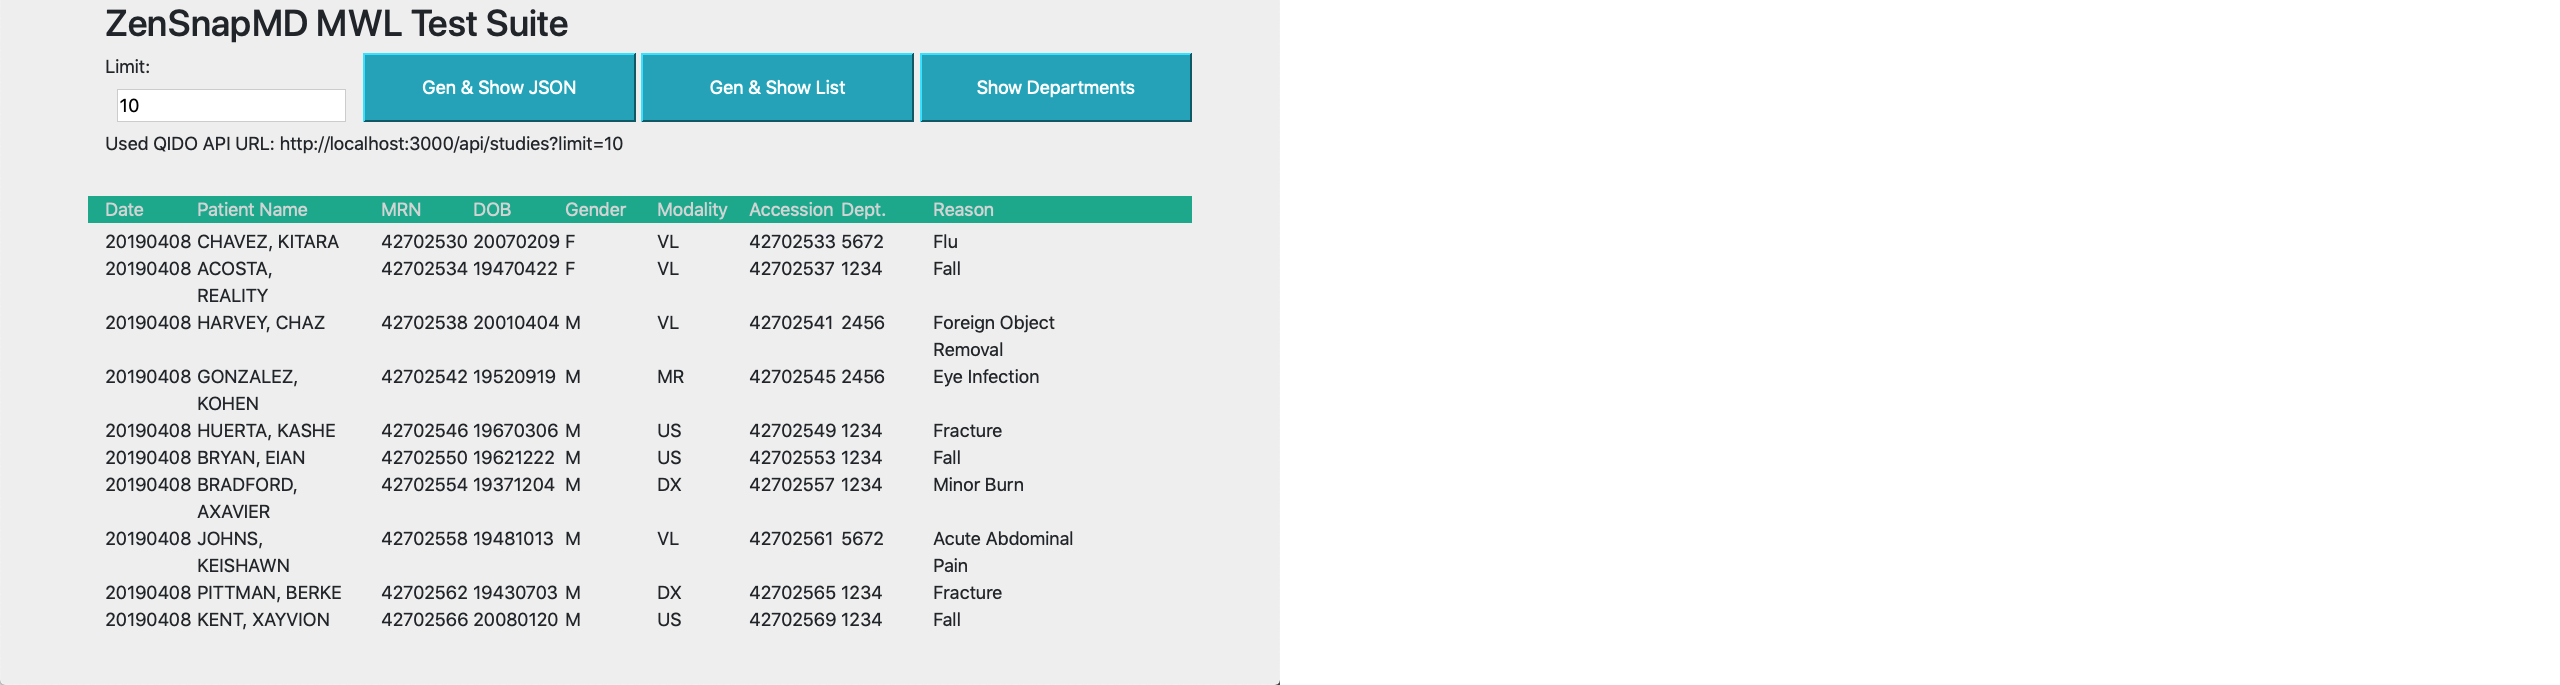 ZenSnapMD MWL Test Suite
Limit:
10
Gen & Show JSON
Gen & Show List
Show Departments
Used QIDO API URL: http://localhost:3000/api/studies?limit=10
Date Patient Name MRN DOB Gender Modality Accession Dept. Reason
20190408 CHAVEZ, KITARA 42702530 20070209 F VL 42702533 5672 Flu
20190408 ACOSTA, 42702534 19470422 F VL 42702537 1234 Fall
REALITY
20190408 HARVEY, CHAZ 42702538 20010404 M VL 42702541 2456 Foreign Object
Removal
20190408 GONZALEZ, 42702542 19520919 M MR 42702545 2456 Eye Infection
KOHEN
20190408 HUERTA, KASHE 42702546 19670306 M US 42702549 1234 Fracture
20190408 BRYAN, EIAN 42702550 19621222 M US 42702553 1234 Fall
20190408 BRADFORD, 42702554 19371204 M DX 42702557 1234 Minor Burn
AXAVIER
20190408 JOHNS, 42702558 19481013 M VL 42702561 5672 Acute Abdominal
KEISHAWN Pain
20190408 PITTMAN, BERKE 42702562 19430703 M DX 42702565 1234 Fracture
20190408 KENT, XAYVION 42702566 20080120 M US 42702569 1234 Fall